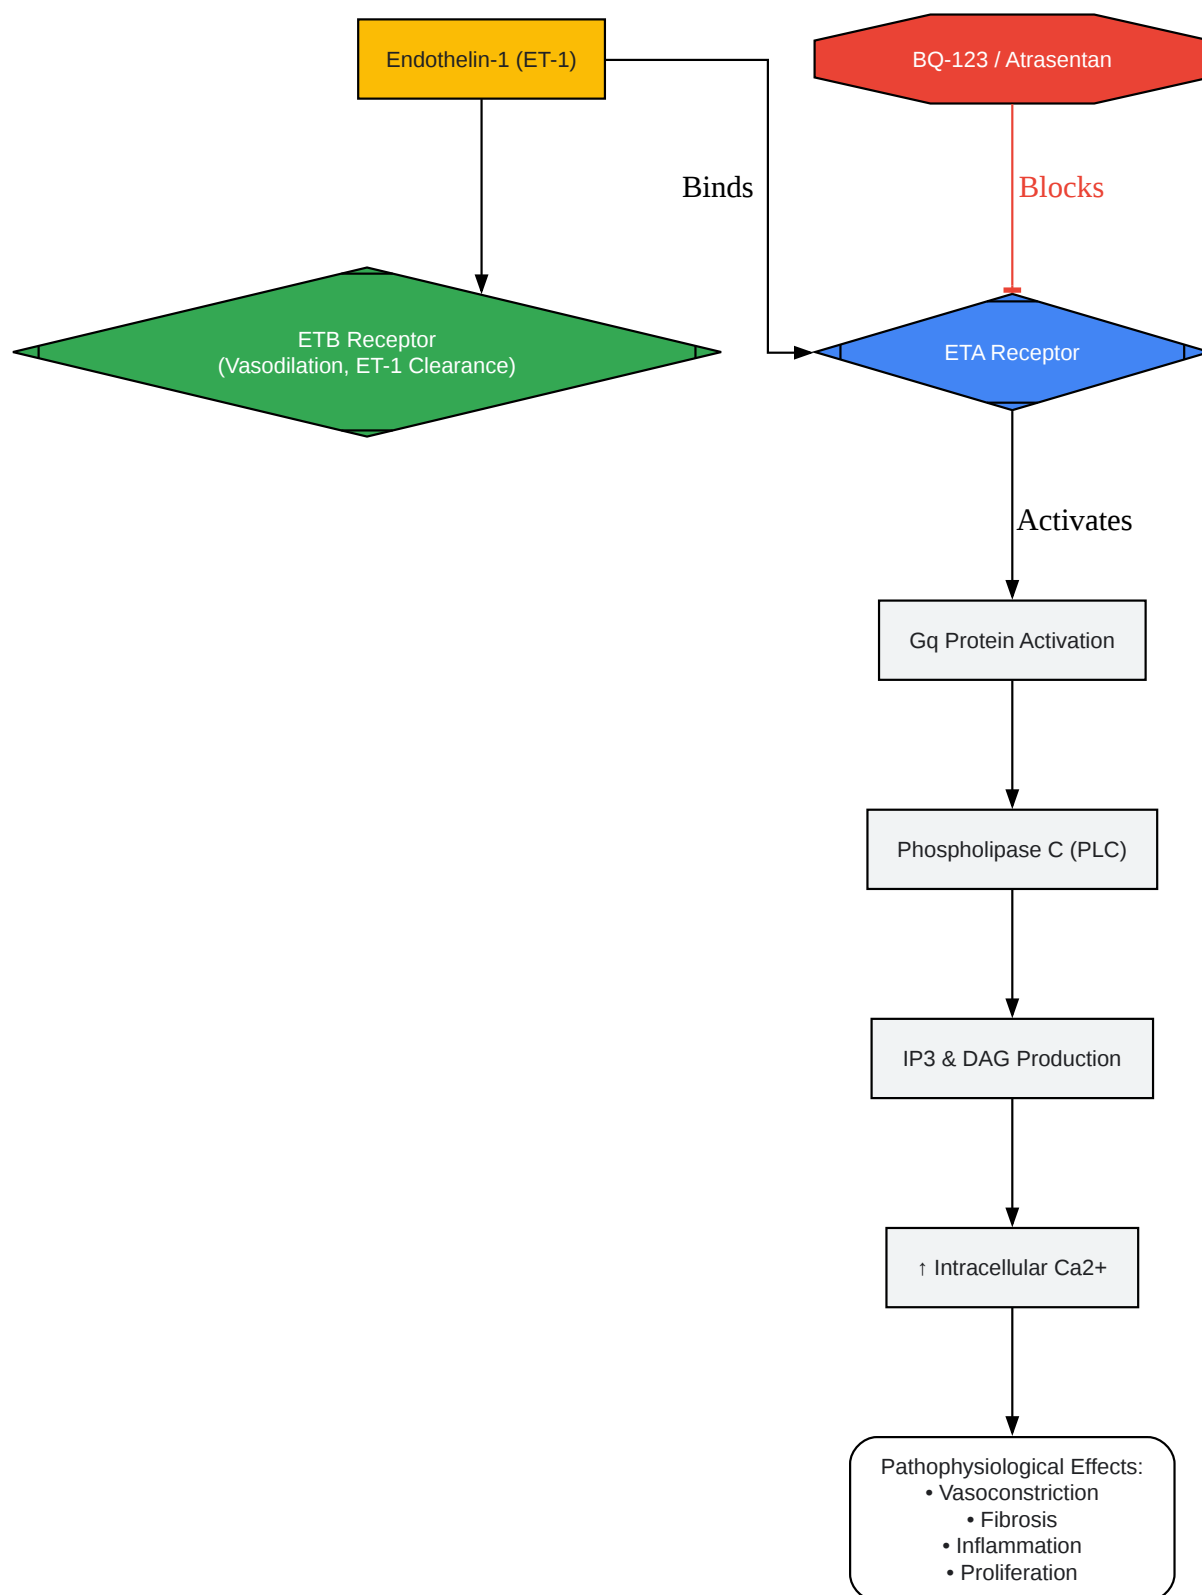 Endothelin-1 (ET-1)
BQ-123 / Atrasentan
Binds
Blocks
ETB Receptor
(Vasodilation, ET-1 Clearance)
ETA Receptor
Activates
Gq Protein Activation
Phospholipase C (PLC)
IP3 & DAG Production
↑ Intracellular Ca2+
Pathophysiological Effects:
• Vasoconstriction
• Fibrosis
• Inflammation
• Proliferation